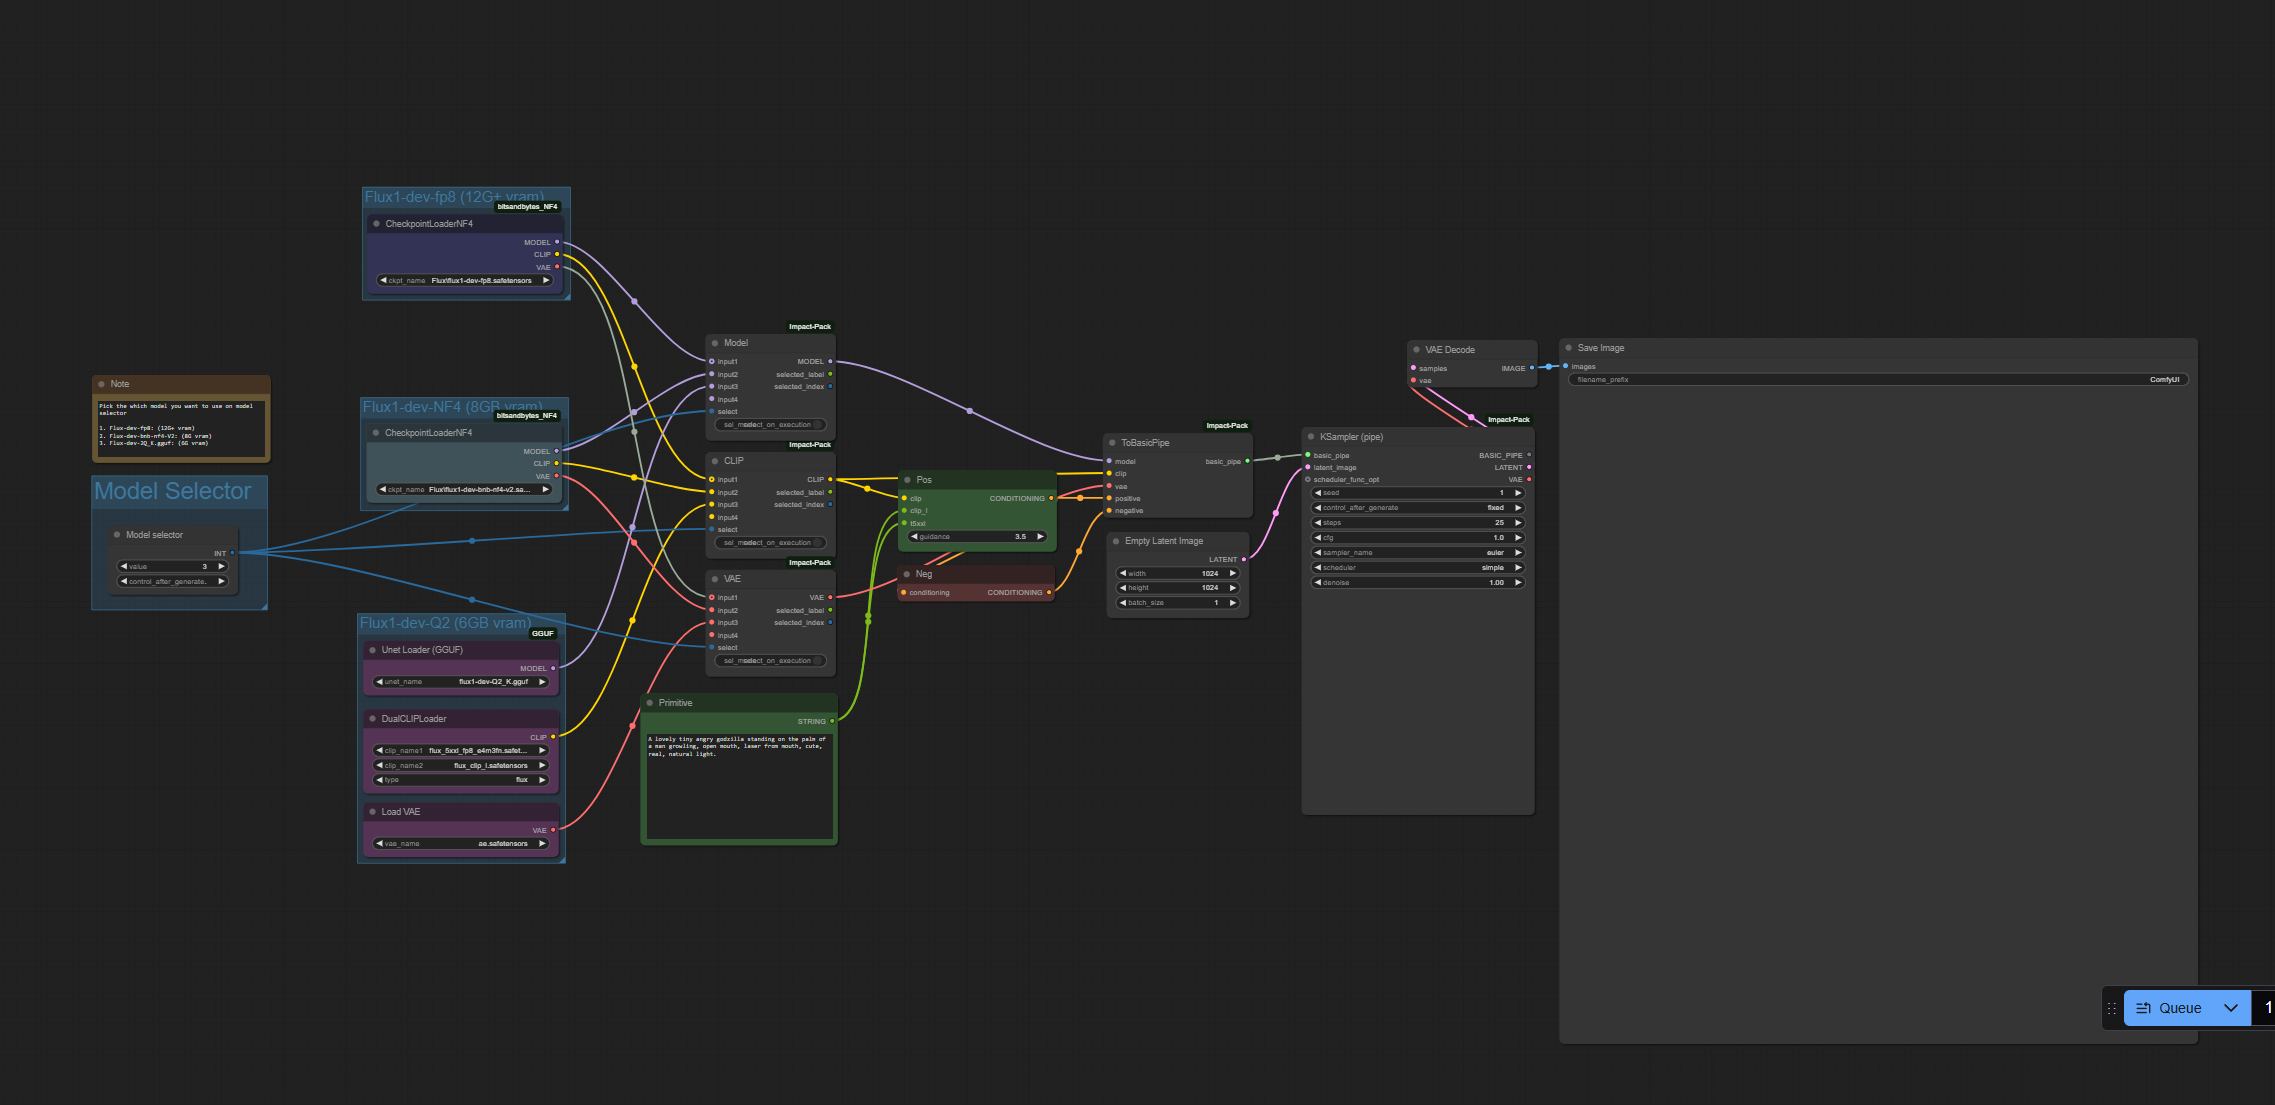 Note
Pick the which model you want to use on model
selector
1. Flux-dev-fp8: (12G+ vram)
2. Flux-dev-bnb-nf4-V2: (8G vram)
3. Flux-dev-2Q_K.gguf: (6G vram)
Model Selector
Model selector
INT
value 3
control_after_generate.
Flux1-dev-fp8 (12G+ vram)
bitsandbytes_NF4
CheckpointLoaderNF4
MODEL
CLIP
VAE
ckpt_name Flux\flux1-dev-fp8.safetensors
Flux1-dev-NF4 (8GB vram)
bitsandbytes_NF4
CheckpointLoaderNF4
MODEL
CLIP
VAE
ckpt_name Flux\flux1-dev-bnb-nf4-v2.sa...
Flux1-dev-Q2 (6GB vram)
GGUF
Unet Loader (GGUF)
MODEL
unet_name flux1-dev-Q2_K.gguf
DualCLIPLoader
CLIP
clip_name1 flux_5xxl_fp8_e4m3fn.safet...
clip_name2 flux_clip_l.safetensors
type flux
Load VAE
VAE
vae_name ae.safetensors
Impact-Pack
Model
input1 MODEL
input2 selected_label
input3 selected_index
input4
select
Impact-Pack
CLIP
input1 CLIP
input2 selected_label
input3 selected_index
input4
select
Impact-Pack
VAE
input1 VAE
input2 selected_label
input3 selected_index
input4
select
Primitive
STRING
A lovely tiny angry godzilla standing on the palm of
a man growling, open mouth, laser from mouth, cute,
real, natural light.
Pos
clip CONDITIONING
clip_l
t5xxl
guidance 3.5
Neg
conditioning CONDITIONING
Impact-Pack
ToBasicPipe
model basic_pipe
clip
vae
positive
negative
Empty Latent Image
LATENT
width 1024
height 1024
batch_size 1
VAE Decode
samples IMAGE
vae
Impact-Pack
KSampler (pipe)
basic_pipe BASIC_PIPE
latent_image LATENT
scheduler_func_opt VAE
seed 1
control_after_generate fixed
steps 25
cfg 1.0
sampler_name euler
scheduler simple
denoise 1.00
Save Image
images
filename_prefix ComfyUI
Queue 1